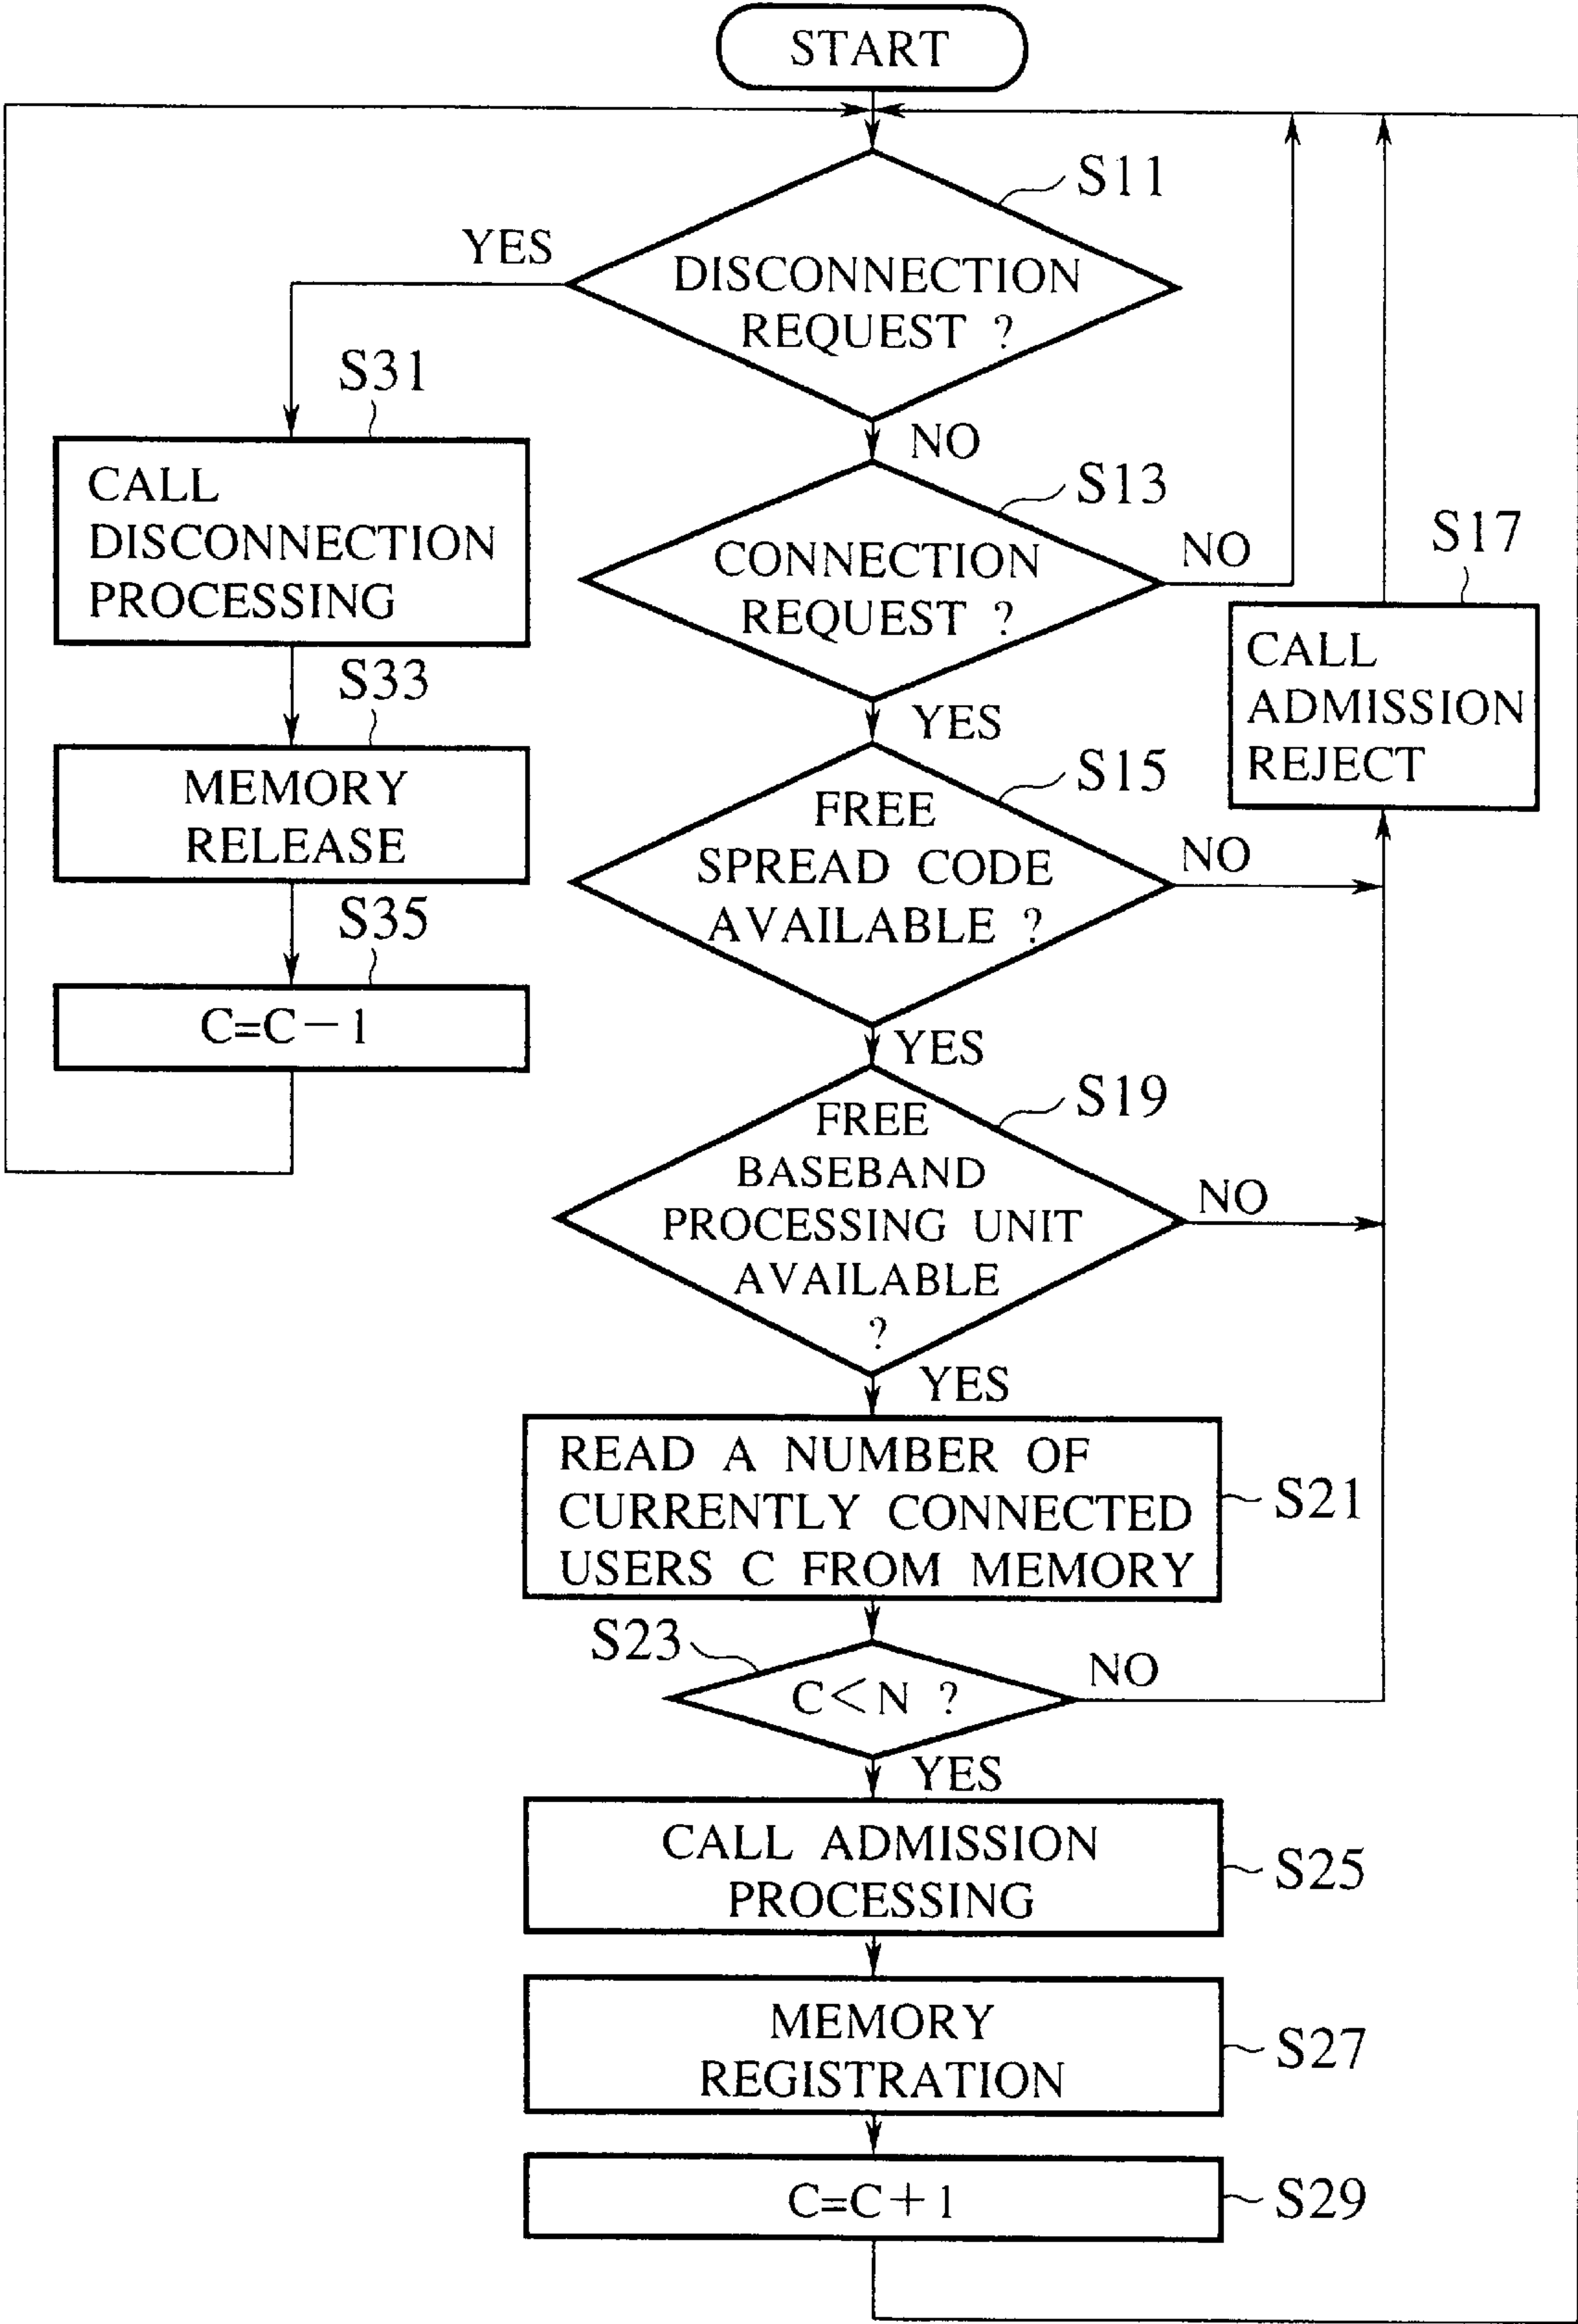 START
S11
YES
DISCONNECTION
REQUEST ?
S31
NO
CALL
DISCONNECTION
PROCESSING
S13
CONNECTION
REQUEST ?
NO
S17
CALL
ADMISSION
REJECT
S33
YES
MEMORY
RELEASE
S15
FREE
SPREAD CODE
AVAILABLE ?
NO
S35
C=C−1
YES
S19
FREE
BASEBAND
PROCESSING UNIT
AVAILABLE
?
NO
YES
READ A NUMBER OF
CURRENTLY CONNECTED
USERS C FROM MEMORY
S21
S23
C<N ?
NO
YES
CALL ADMISSION
PROCESSING
S25
MEMORY
REGISTRATION
S27
C=C+1
S29